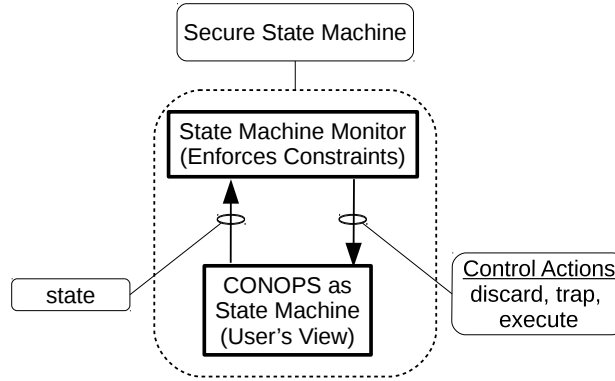 Secure State Machine
State Machine Monitor
(Enforces Constraints)
state
CONOPS as
State Machine
(User's View)
Control Actions
discard, trap,
execute